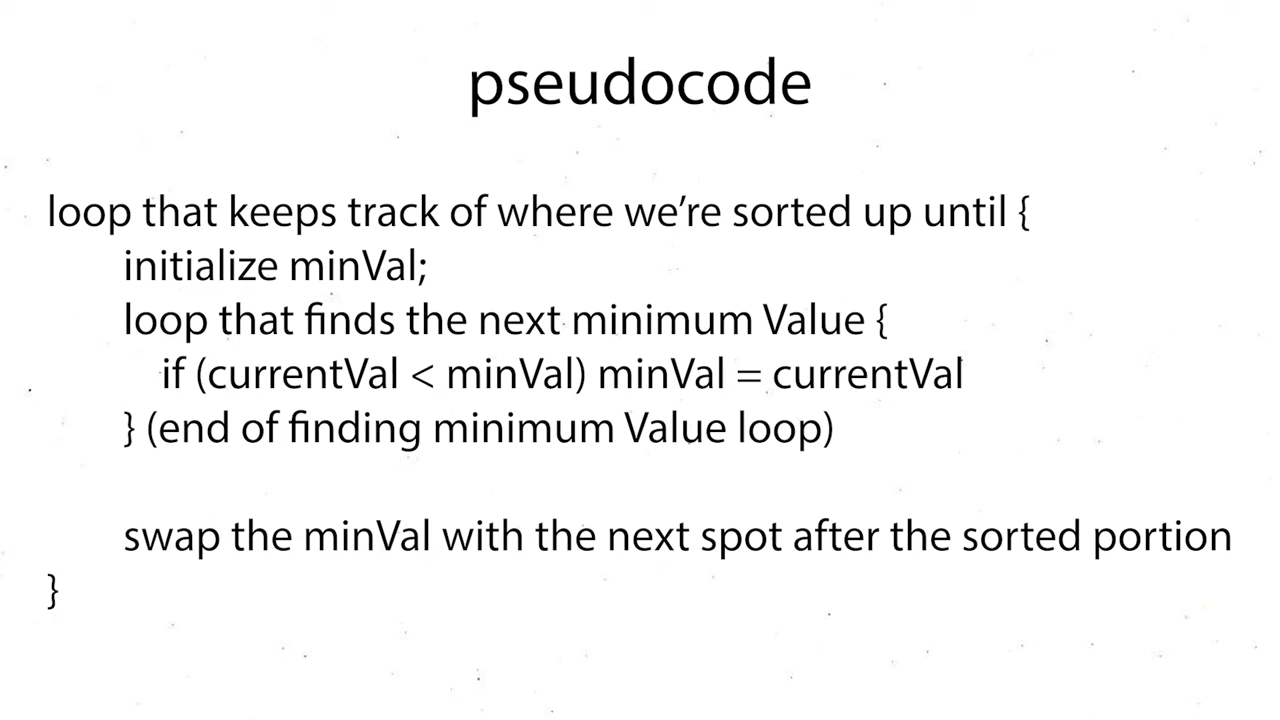 pseudocode
loop that keeps track of where we’re sorted up until {
initialize minVal;
loop that finds the next minimum Value {
if (currentVal < minVal) minVal = currentVal
} (end of finding minimum Value loop)
swap the minVal with the next spot after the sorted portion
}